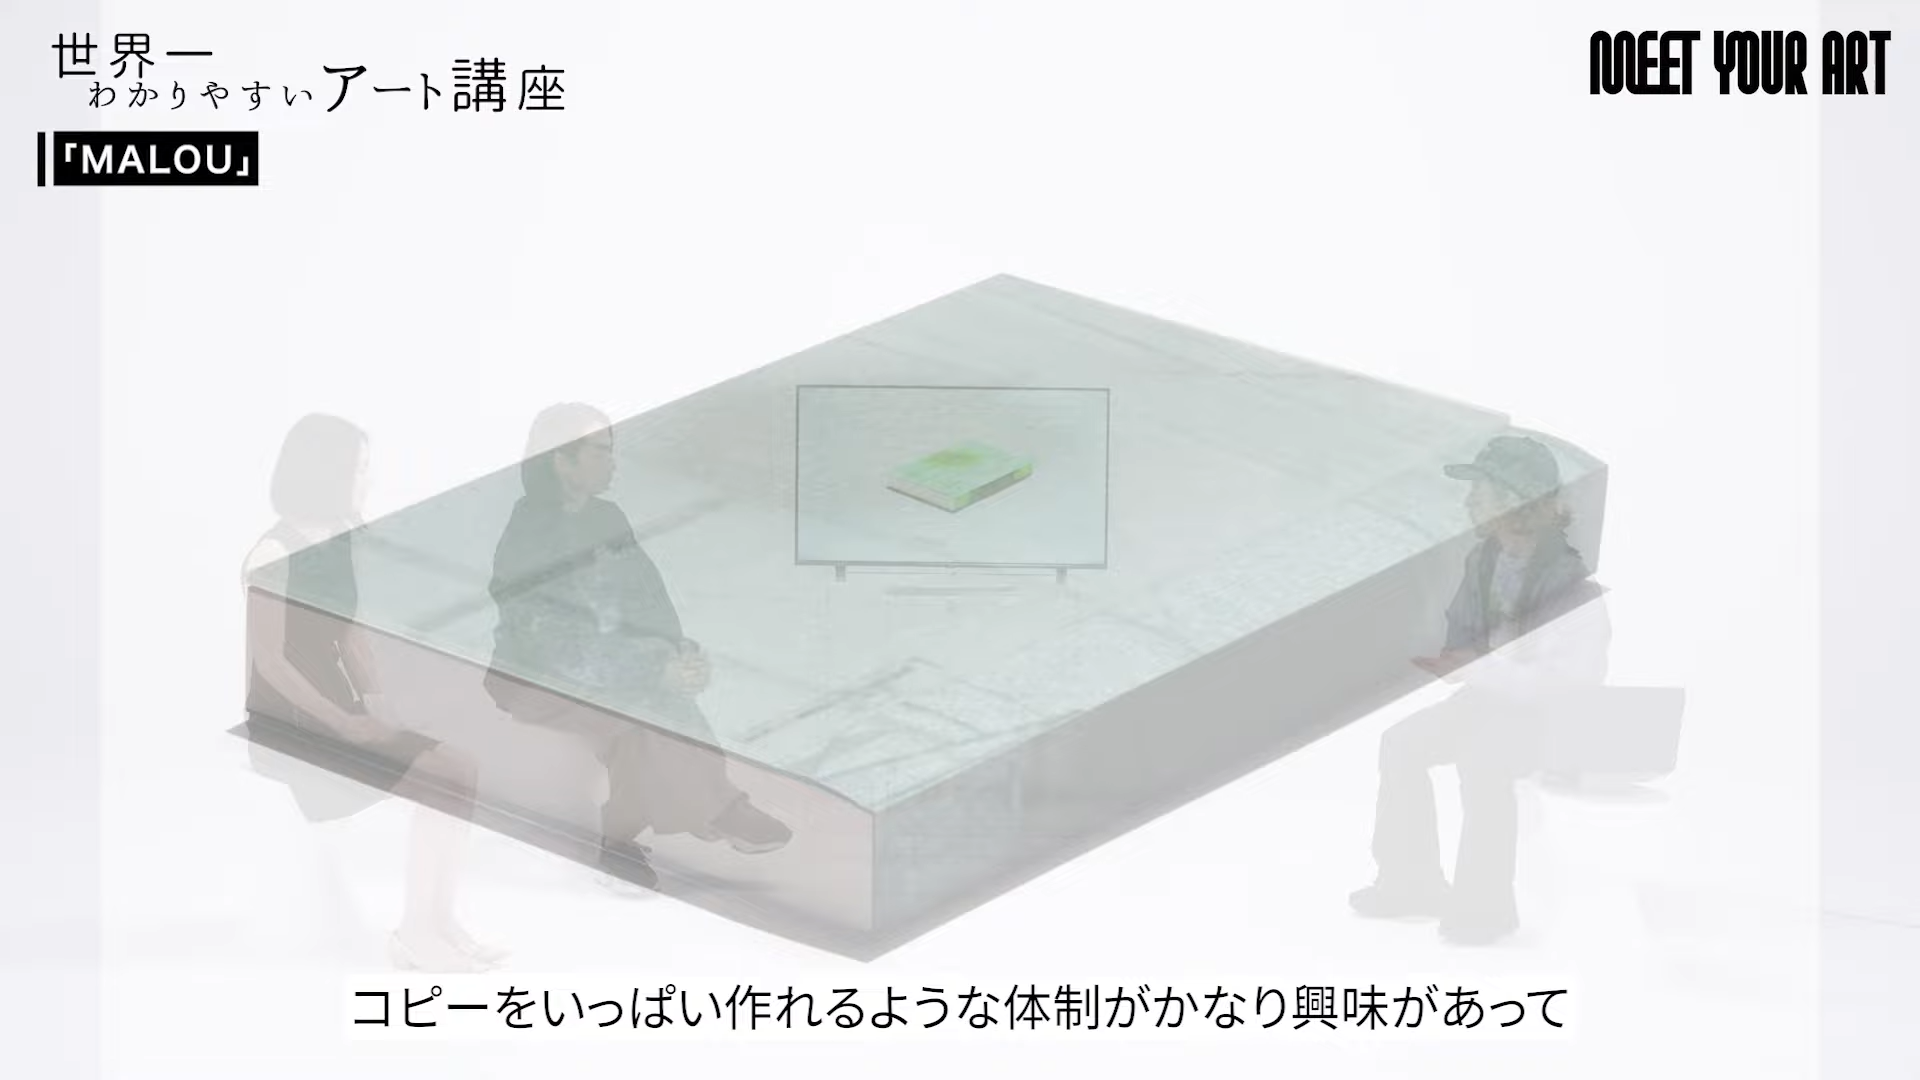 世界一
わかりやすいアート講座
MEET YOUR ART
「MALOU」
コピーをいっぱい作れるような体制がかなり興味があって